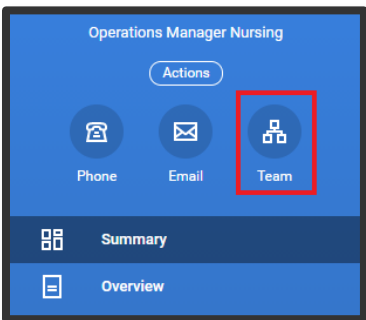 Operations Manager Nursing
Actions
Phone Email Team
Summary
Overview